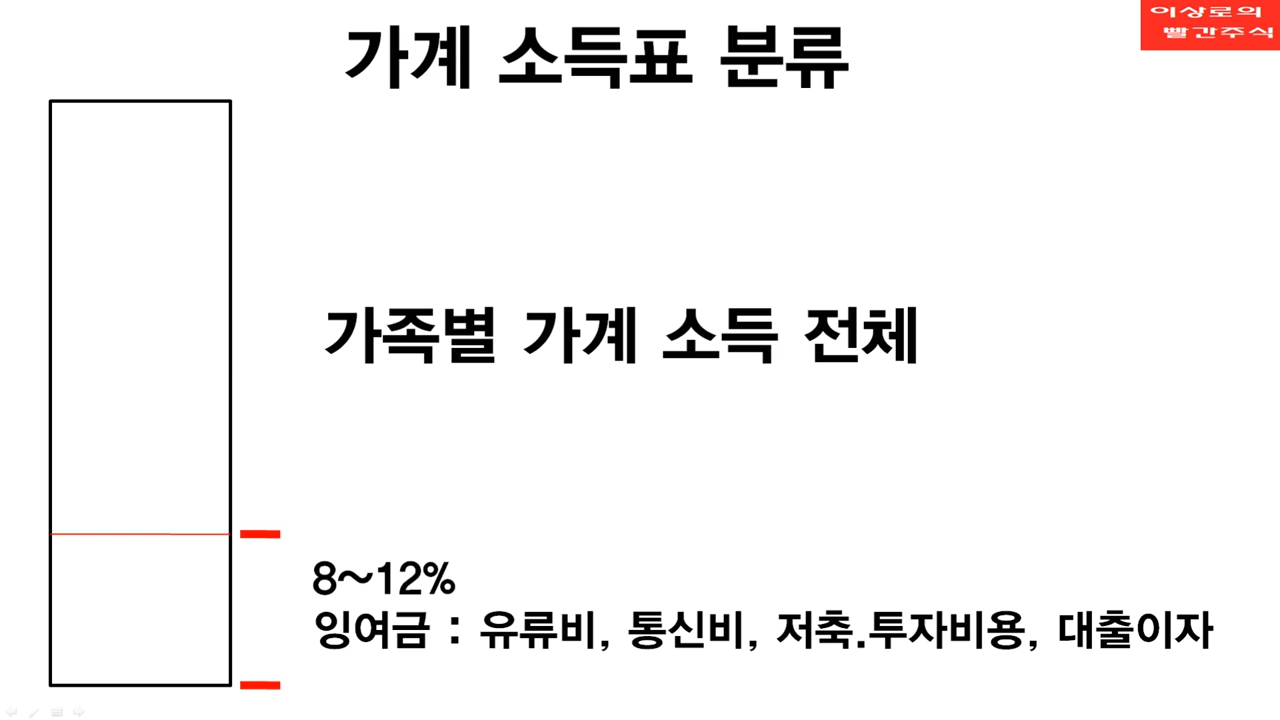 이상로의
빨간주식
가계 소득표 분류
가족별 가계 소득 전체
8~12%
잉여금 : 유류비, 통신비, 저축.투자비용, 대출이자